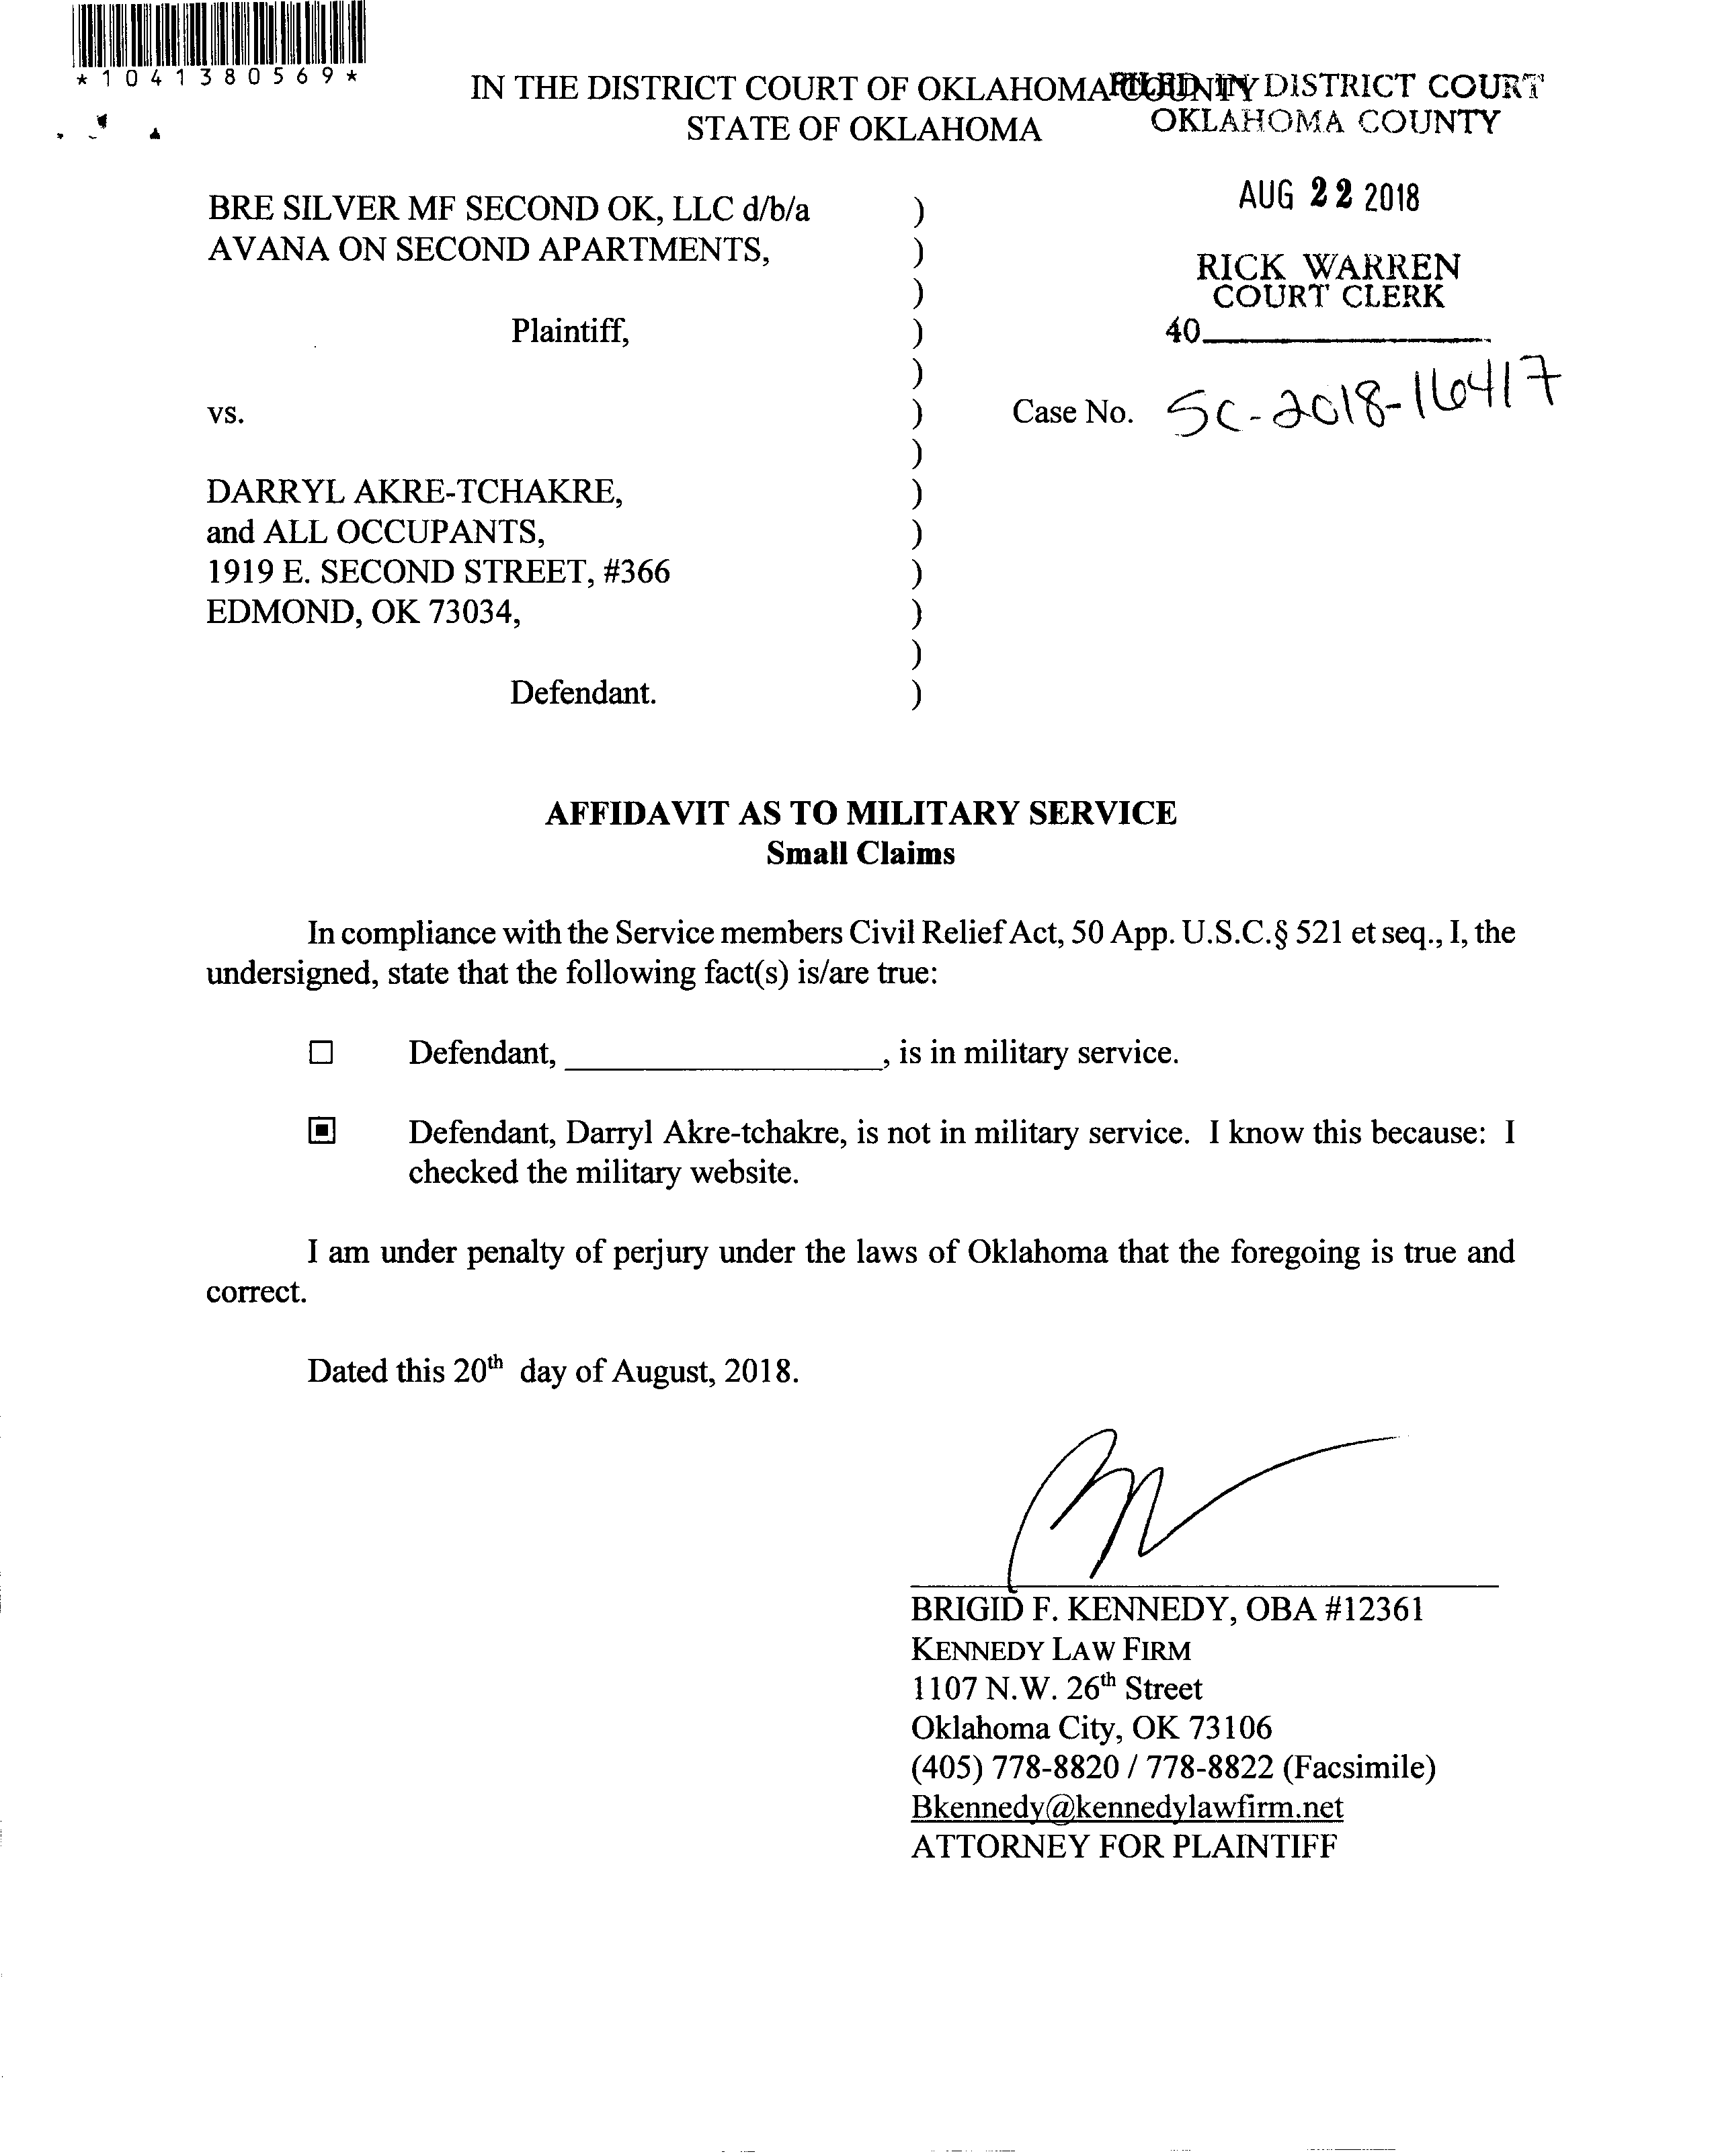 *1041380569*
IN THE DISTRICT COURT OF OKLAHOMA COUNTY
STATE OF OKLAHOMA
FILED IN DISTRICT COURT
OKLAHOMA COUNTY
AUG 22 2018
RICK WARREN
COURT CLERK
40
BRE SILVER MF SECOND OK, LLC d/b/a )
AVANA ON SECOND APARTMENTS, )
)
Plaintiff, )
)
vs. ) Case No. SC-2018-16417
)
DARRYL AKRE-TCHAKRE, )
and ALL OCCUPANTS, )
1919 E. SECOND STREET, #366 )
EDMOND, OK 73034, )
)
Defendant. )
AFFIDAVIT AS TO MILITARY SERVICE
Small Claims
In compliance with the Service members Civil Relief Act, 50 App. U.S.C.§ 521 et seq., I, the
undersigned, state that the following fact(s) is/are true:
☐ Defendant, ____________________, is in military service.
▣ Defendant, Darryl Akre-tchakre, is not in military service. I know this because: I
checked the military website.
I am under penalty of perjury under the laws of Oklahoma that the foregoing is true and
correct.
Dated this 20th day of August, 2018.
BRIGID F. KENNEDY, OBA #12361
KENNEDY LAW FIRM
1107 N.W. 26th Street
Oklahoma City, OK 73106
(405) 778-8820 / 778-8822 (Facsimile)
Bkennedy@kennedylawfirm.net
ATTORNEY FOR PLAINTIFF